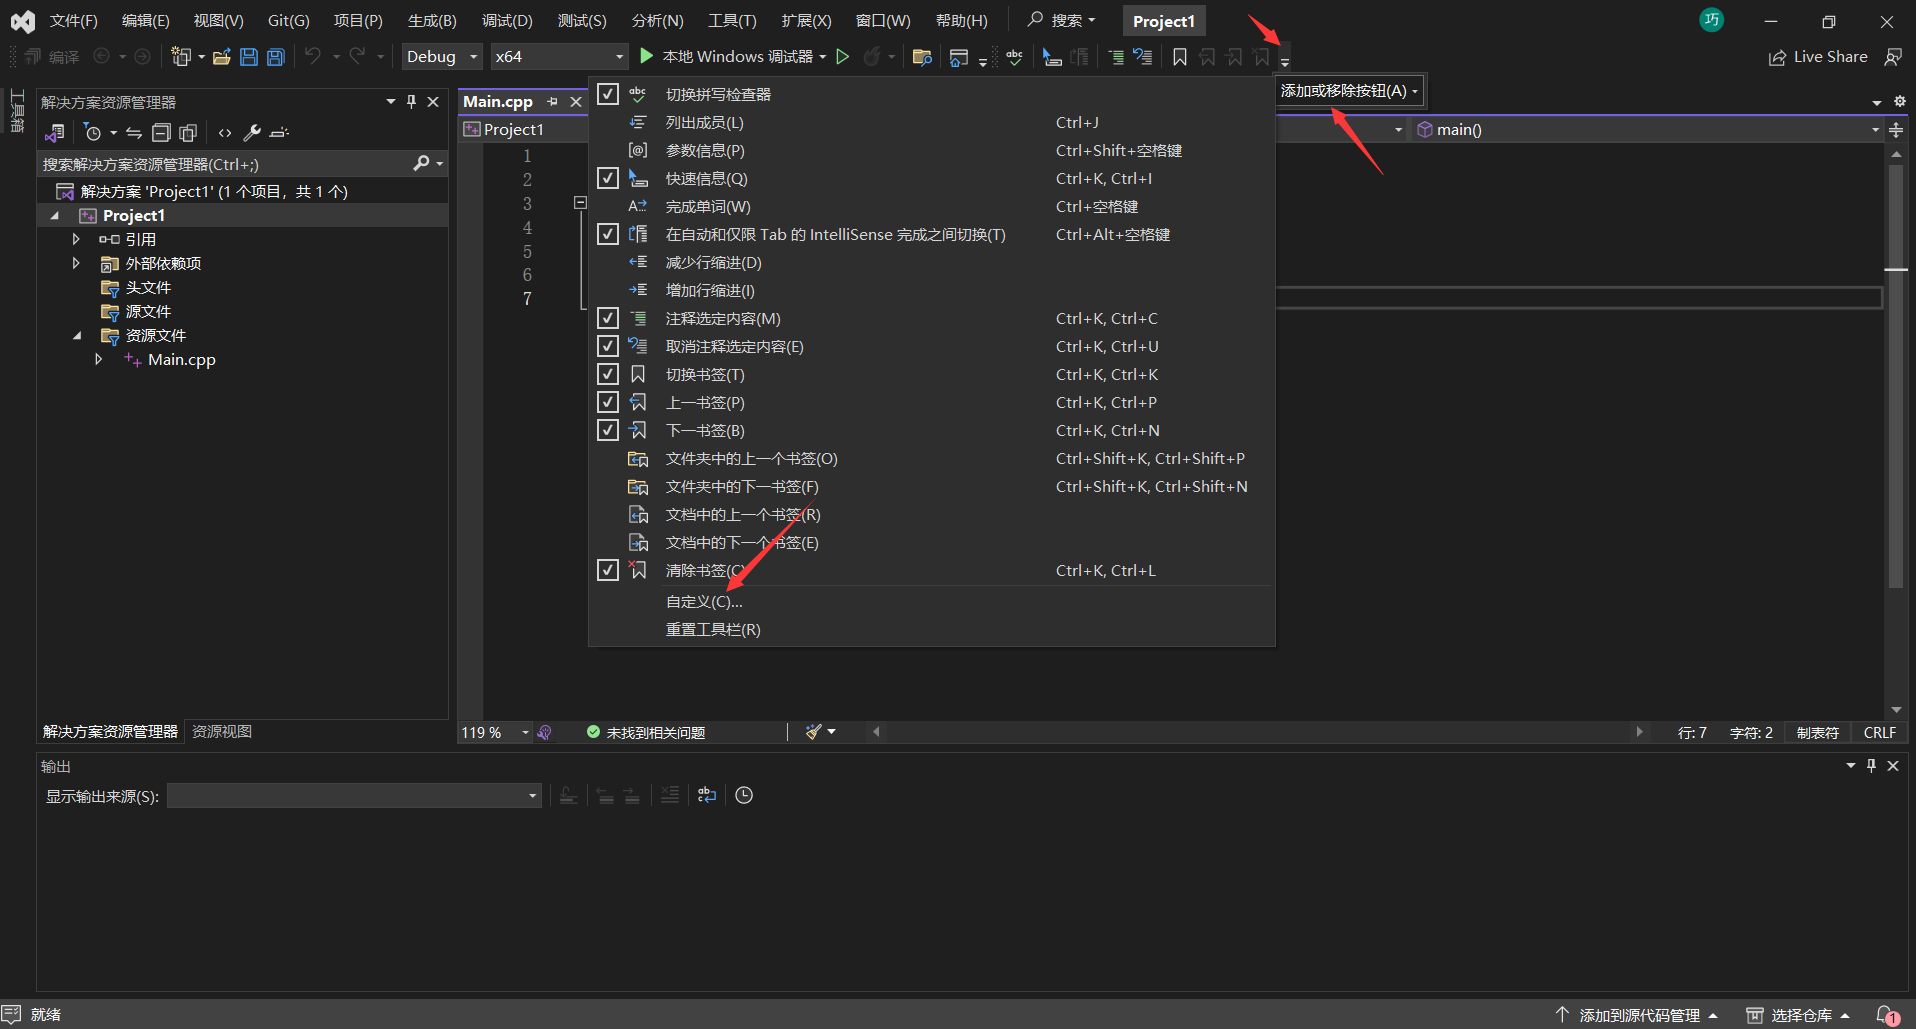 文件(F) 编辑(E) 视图(V) Git(G) 项目(P) 生成(B) 调试(D) 测试(S) 分析(N) 工具(T) 扩展(X) 窗口(W) 帮助(H) 搜索 Project1 巧
编译 Debug x64 本地 Windows 调试器 abc Live Share
工具箱
解决方案资源管理器
搜索解决方案资源管理器(Ctrl+;)
解决方案 'Project1' (1 个项目，共 1 个)
Project1
引用
外部依赖项
头文件
源文件
资源文件
Main.cpp
解决方案资源管理器 资源视图
Main.cpp
Project1
main()
1
2
3
4
5
6
7
添加或移除按钮(A)
abc 切换拼写检查器
列出成员(L) Ctrl+J
参数信息(P) Ctrl+Shift+空格键
快速信息(Q) Ctrl+K, Ctrl+I
完成单词(W) Ctrl+空格键
在自动和仅限 Tab 的 IntelliSense 完成之间切换(T) Ctrl+Alt+空格键
减少行缩进(D)
增加行缩进(I)
注释选定内容(M) Ctrl+K, Ctrl+C
取消注释选定内容(E) Ctrl+K, Ctrl+U
切换书签(T) Ctrl+K, Ctrl+K
上一书签(P) Ctrl+K, Ctrl+P
下一书签(B) Ctrl+K, Ctrl+N
文件夹中的上一个书签(O) Ctrl+Shift+K, Ctrl+Shift+P
文件夹中的下一书签(F) Ctrl+Shift+K, Ctrl+Shift+N
文档中的上一个书签(R)
文档中的下一个书签(E)
清除书签(C) Ctrl+K, Ctrl+L
自定义(C)...
重置工具栏(R)
119 % 未找到相关问题 行: 7 字符: 2 制表符 CRLF
输出
显示输出来源(S):
就绪 添加到源代码管理 选择仓库 1